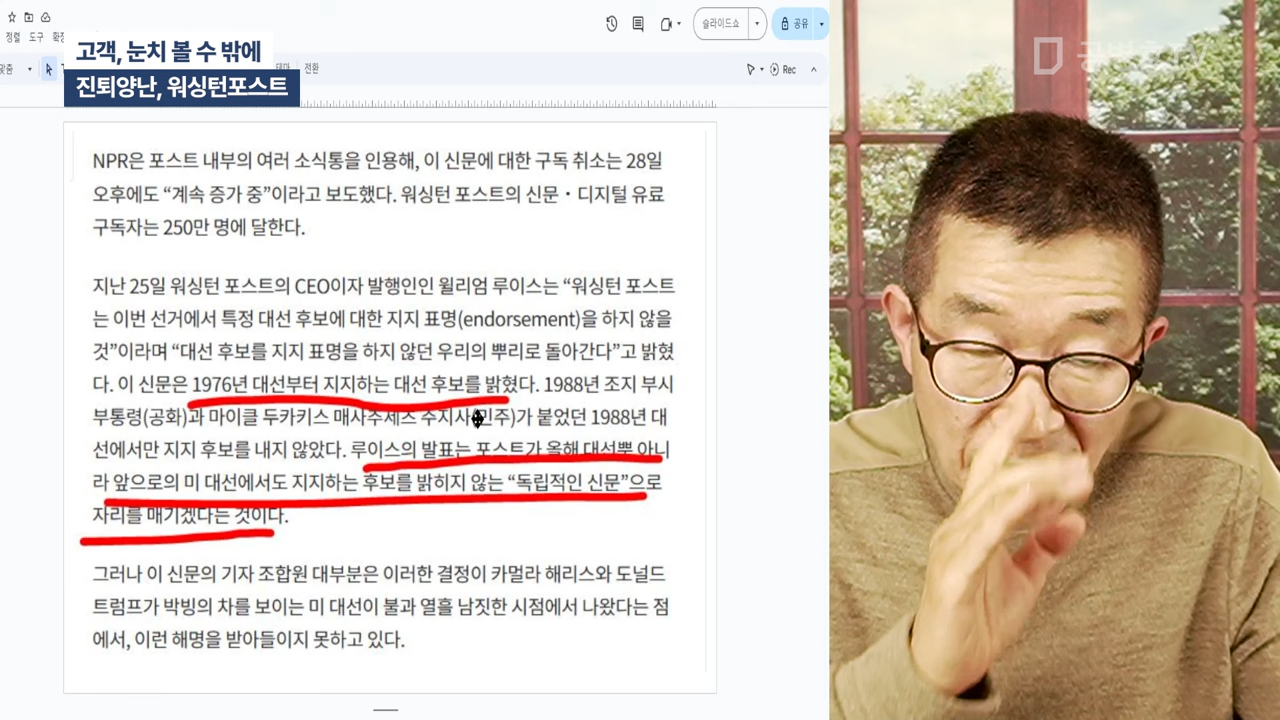 정렬 도구
슬라이드쇼
공유
고객, 눈치 볼 수 밖에
진퇴양난, 워싱턴포스트
맞춤
테마 전환
Rec
NPR은 포스트 내부의 여러 소식통을 인용해, 이 신문에 대한 구독 취소는 28일
오후에도 “계속 증가 중”이라고 보도했다. 워싱턴 포스트의 신문・디지털 유료
구독자는 250만 명에 달한다.
지난 25일 워싱턴 포스트의 CEO이자 발행인인 윌리엄 루이스는 “워싱턴 포스트
는 이번 선거에서 특정 대선 후보에 대한 지지 표명(endorsement)을 하지 않을
것”이라며 “대선 후보를 지지 표명을 하지 않던 우리의 뿌리로 돌아간다”고 밝혔
다. 이 신문은 1976년 대선부터 지지하는 대선 후보를 밝혔다. 1988년 조지 부시
부통령(공화)과 마이클 두카키스 매사추세츠 주지사(민주)가 붙었던 1988년 대
선에서만 지지 후보를 내지 않았다. 루이스의 발표는 포스트가 올해 대선뿐 아니
라 앞으로의 미 대선에서도 지지하는 후보를 밝히지 않는 “독립적인 신문”으로
자리를 매기겠다는 것이다.
그러나 이 신문의 기자 조합원 대부분은 이러한 결정이 카멀라 해리스와 도널드
트럼프가 박빙의 차를 보이는 미 대선이 불과 열흘 남짓한 시점에서 나왔다는 점
에서, 이런 해명을 받아들이지 못하고 있다.